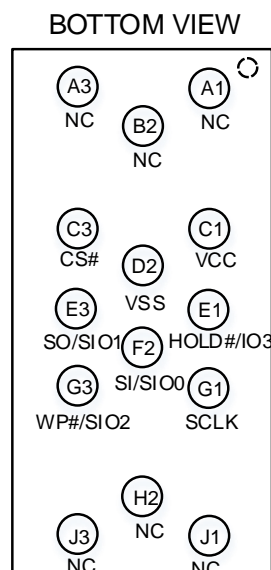 BOTTOM VIEW
A3 A1
NC NC
B2
NC
C3 C1
CS# VCC
D2
VSS
E3 E1
SO/SIO1 HOLD#/IO3
F2
SI/SIO0
G3 G1
WP#/SIO2 SCLK
H2
NC
J3 J1
NC NC